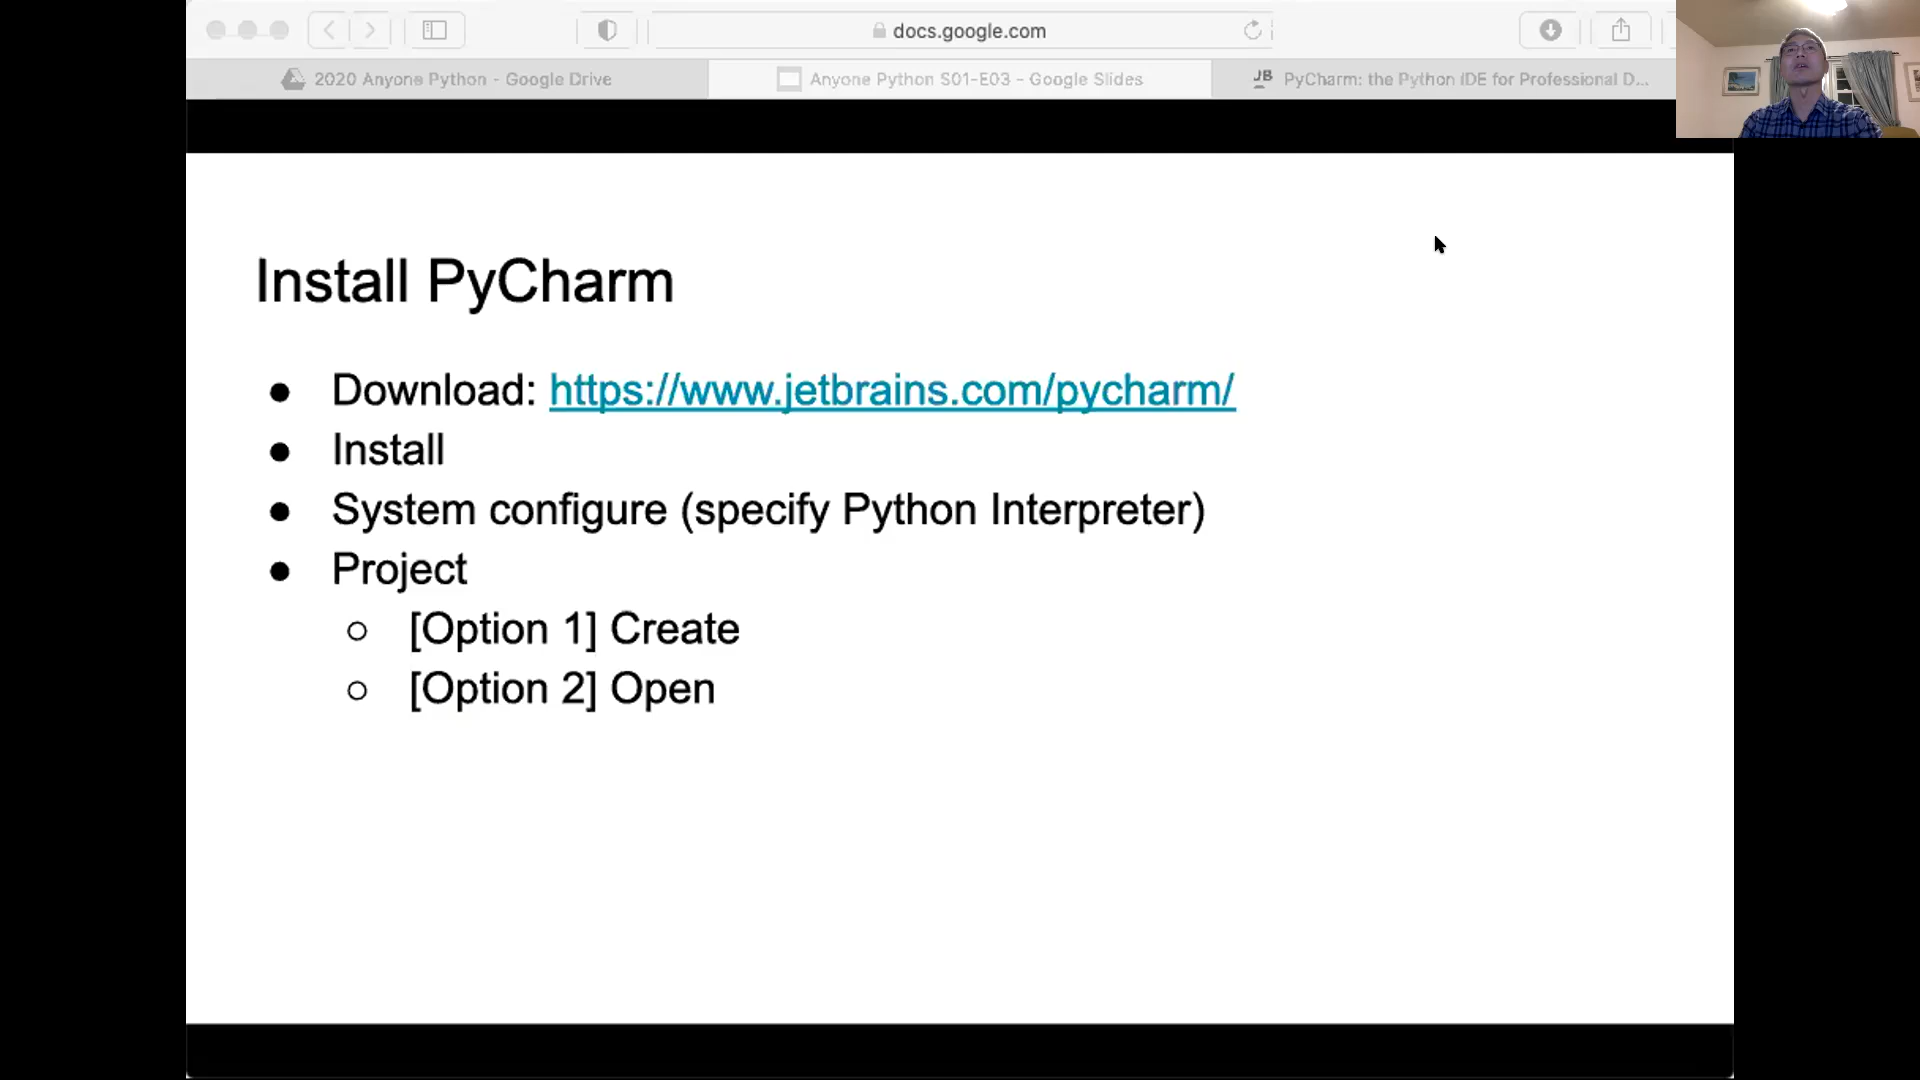 docs.google.com
2020 Anyone Python - Google Drive
Anyone Python S01-E03 - Google Slides
JB PyCharm: the Python IDE for Professional D...
Install PyCharm
● Download: https://www.jetbrains.com/pycharm/
● Install
● System configure (specify Python Interpreter)
● Project
○ [Option 1] Create
○ [Option 2] Open